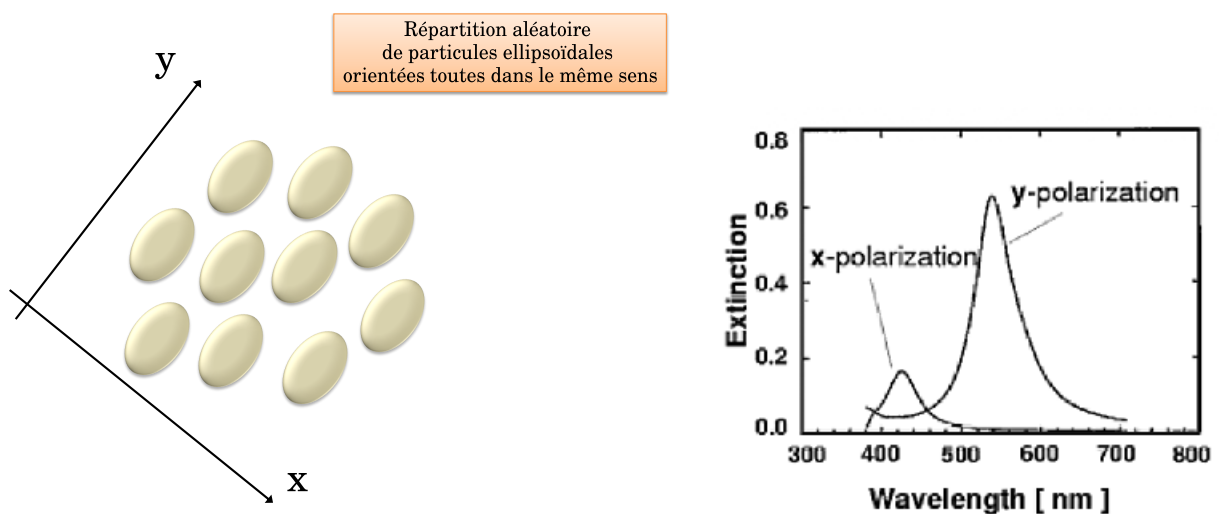 Répartition aléatoire
de particules ellipsoïdales
orientées toutes dans le même sens
y
x
0.8
0.6
0.4
0.2
0.0
Extinction
y-polarization
x-polarization
300 400 500 600 700 800
Wavelength [ nm ]